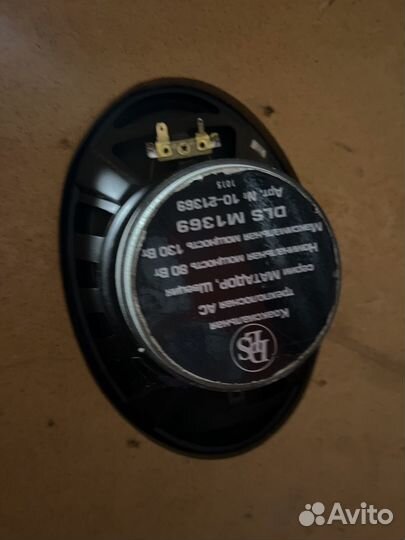 DLS
Коаксиальная
трехполосная АС
серии МАТАДОР, Швеция
Номинальная мощность 80 Вт
Максимальная мощность 130 Вт
DLS M1369
Арт. № 10-21369
1015
Avito